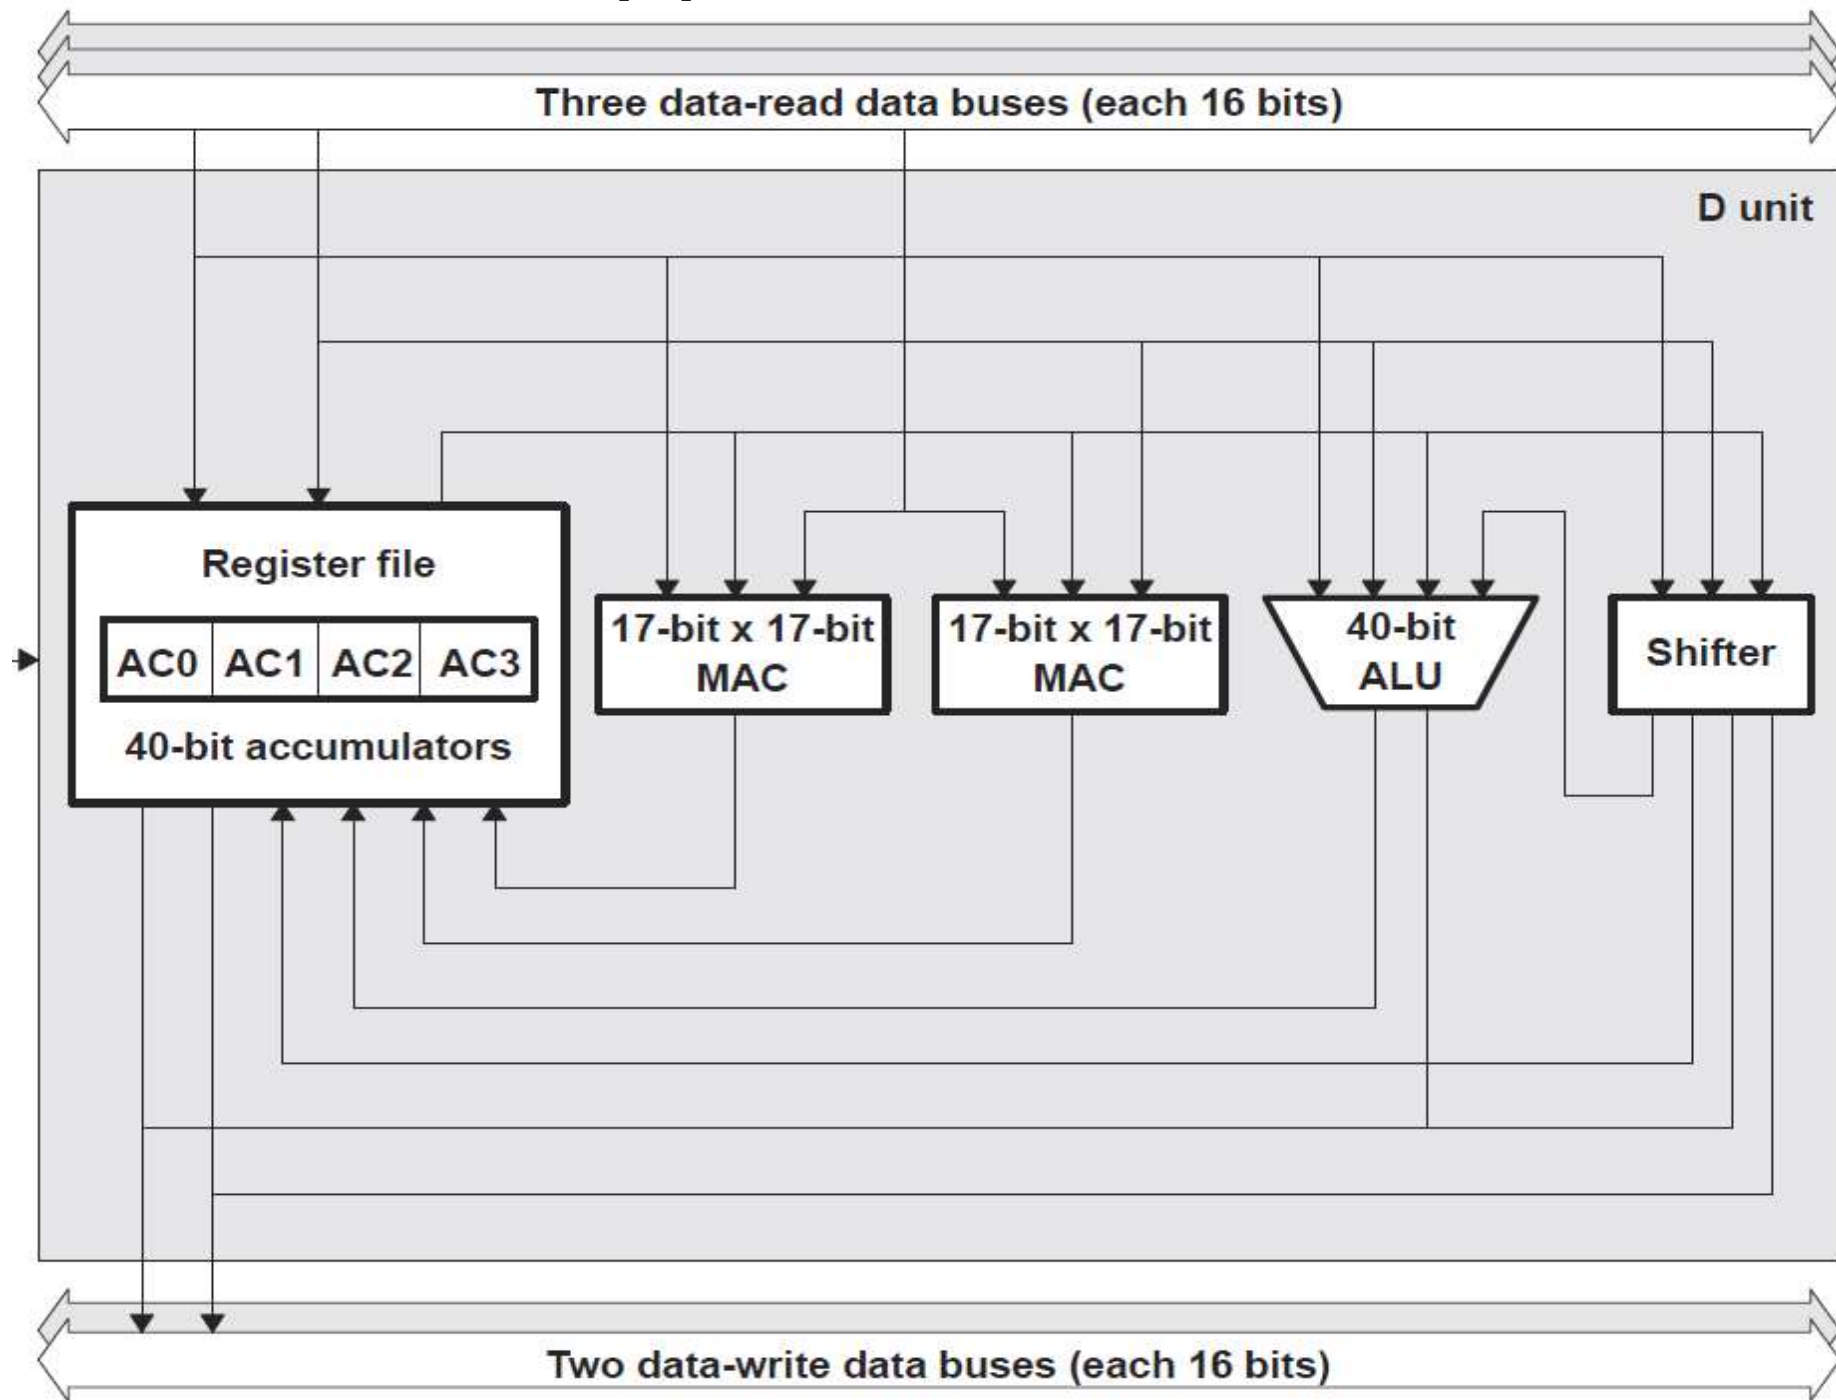 Three data-read data buses (each 16 bits)
D unit
Register file
AC0 AC1 AC2 AC3
40-bit accumulators
17-bit x 17-bit
MAC
17-bit x 17-bit
MAC
40-bit
ALU
Shifter
Two data-write data buses (each 16 bits)